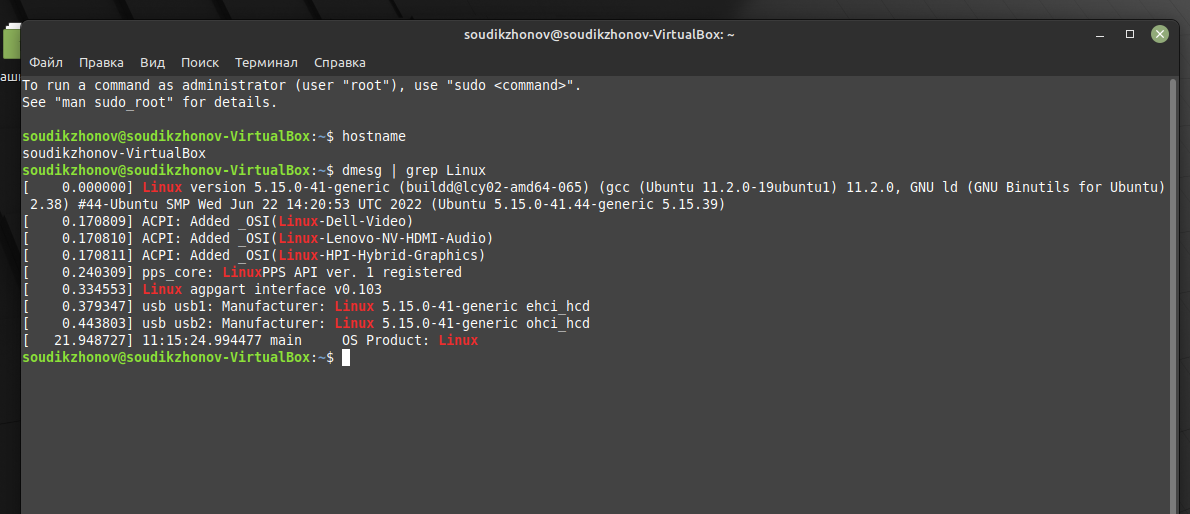 soudikzhonov@soudikzhonov-VirtualBox: ~
Файл Правка Вид Поиск Терминал Справка
To run a command as administrator (user "root"), use "sudo <command>".
See "man sudo_root" for details.
soudikzhonov@soudikzhonov-VirtualBox:~$ hostname
soudikzhonov-VirtualBox
soudikzhonov@soudikzhonov-VirtualBox:~$ dmesg | grep Linux
[    0.000000] Linux version 5.15.0-41-generic (buildd@lcy02-amd64-065) (gcc (Ubuntu 11.2.0-19ubuntu1) 11.2.0, GNU ld (GNU Binutils for Ubuntu)
 2.38) #44-Ubuntu SMP Wed Jun 22 14:20:53 UTC 2022 (Ubuntu 5.15.0-41.44-generic 5.15.39)
[    0.170809] ACPI: Added _OSI(Linux-Dell-Video)
[    0.170810] ACPI: Added _OSI(Linux-Lenovo-NV-HDMI-Audio)
[    0.170811] ACPI: Added _OSI(Linux-HPI-Hybrid-Graphics)
[    0.240309] pps_core: LinuxPPS API ver. 1 registered
[    0.334553] Linux agpgart interface v0.103
[    0.379347] usb usb1: Manufacturer: Linux 5.15.0-41-generic ehci_hcd
[    0.443803] usb usb2: Manufacturer: Linux 5.15.0-41-generic ohci_hcd
[   21.948727] 11:15:24.994477 main     OS Product: Linux
soudikzhonov@soudikzhonov-VirtualBox:~$